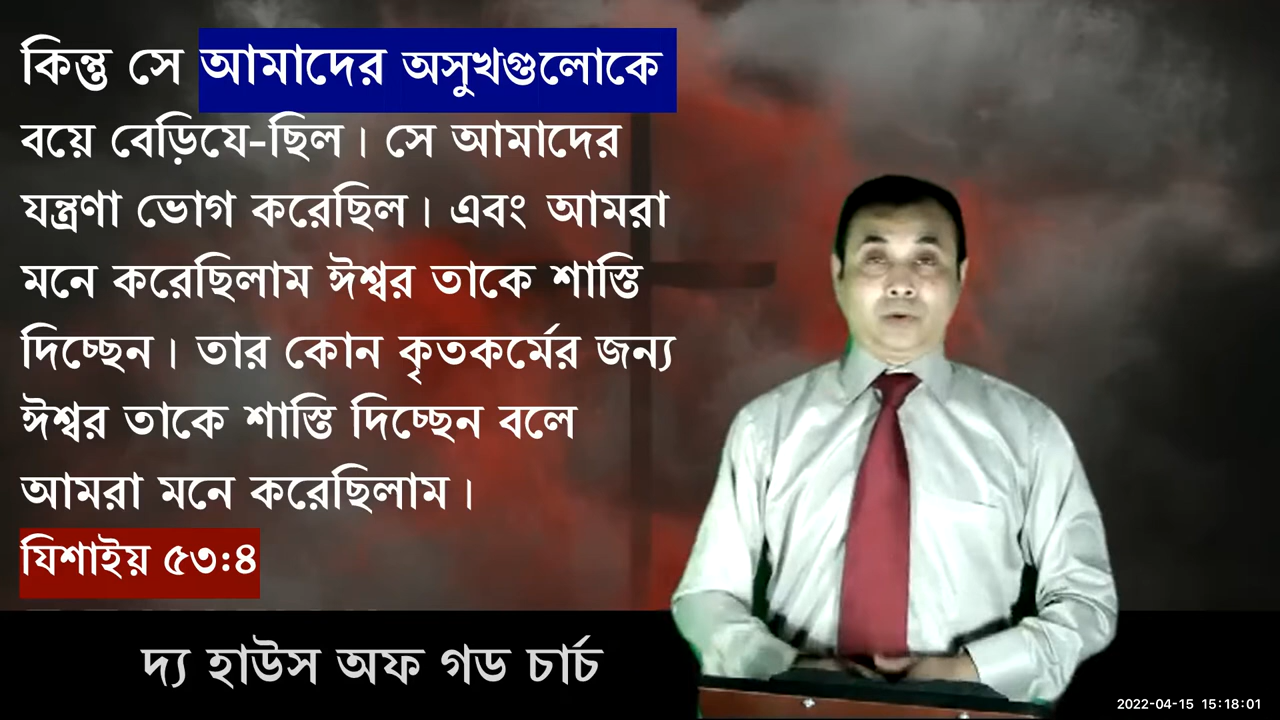 কিন্তু সে আমাদের অসুখগুলোকে
বয়ে বেড়িযে-ছিল। সে আমাদের
যন্ত্রণা ভোগ করেছিল। এবং আমরা
মনে করেছিলাম ঈশ্বর তাকে শাস্তি
দিচ্ছেন। তার কোন কৃতকর্মের জন্য
ঈশ্বর তাকে শাস্তি দিচ্ছেন বলে
আমরা মনে করেছিলাম।
যিশাইয় ৫৩:৪
দ্য হাউস অফ গড চার্চ
2022-04-15 15:18:01